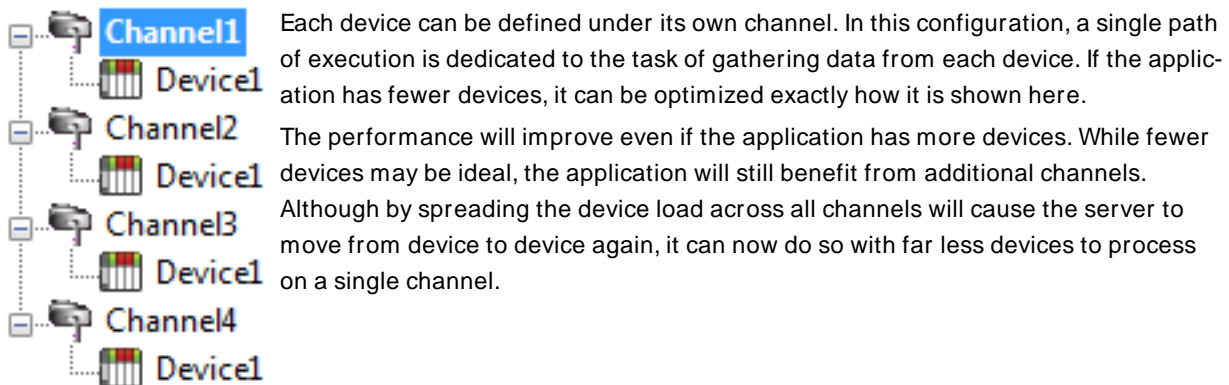 Channel1
Device1
Channel2
Device1
Channel3
Device1
Channel4
Device1
Each device can be defined under its own channel. In this configuration, a single path
of execution is dedicated to the task of gathering data from each device. If the applic-
ation has fewer devices, it can be optimized exactly how it is shown here.
The performance will improve even if the application has more devices. While fewer
devices may be ideal, the application will still benefit from additional channels.
Although by spreading the device load across all channels will cause the server to
move from device to device again, it can now do so with far less devices to process
on a single channel.